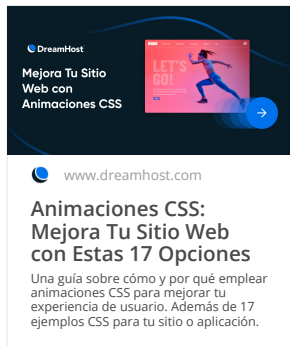 DreamHost
Mejora Tu Sitio
Web con
Animaciones CSS
LET'S
GO!
www.dreamhost.com
Animaciones CSS:
Mejora Tu Sitio Web
con Estas 17 Opciones
Una guía sobre cómo y por qué emplear
animaciones CSS para mejorar tu
experiencia de usuario. Además de 17
ejemplos CSS para tu sitio o aplicación.